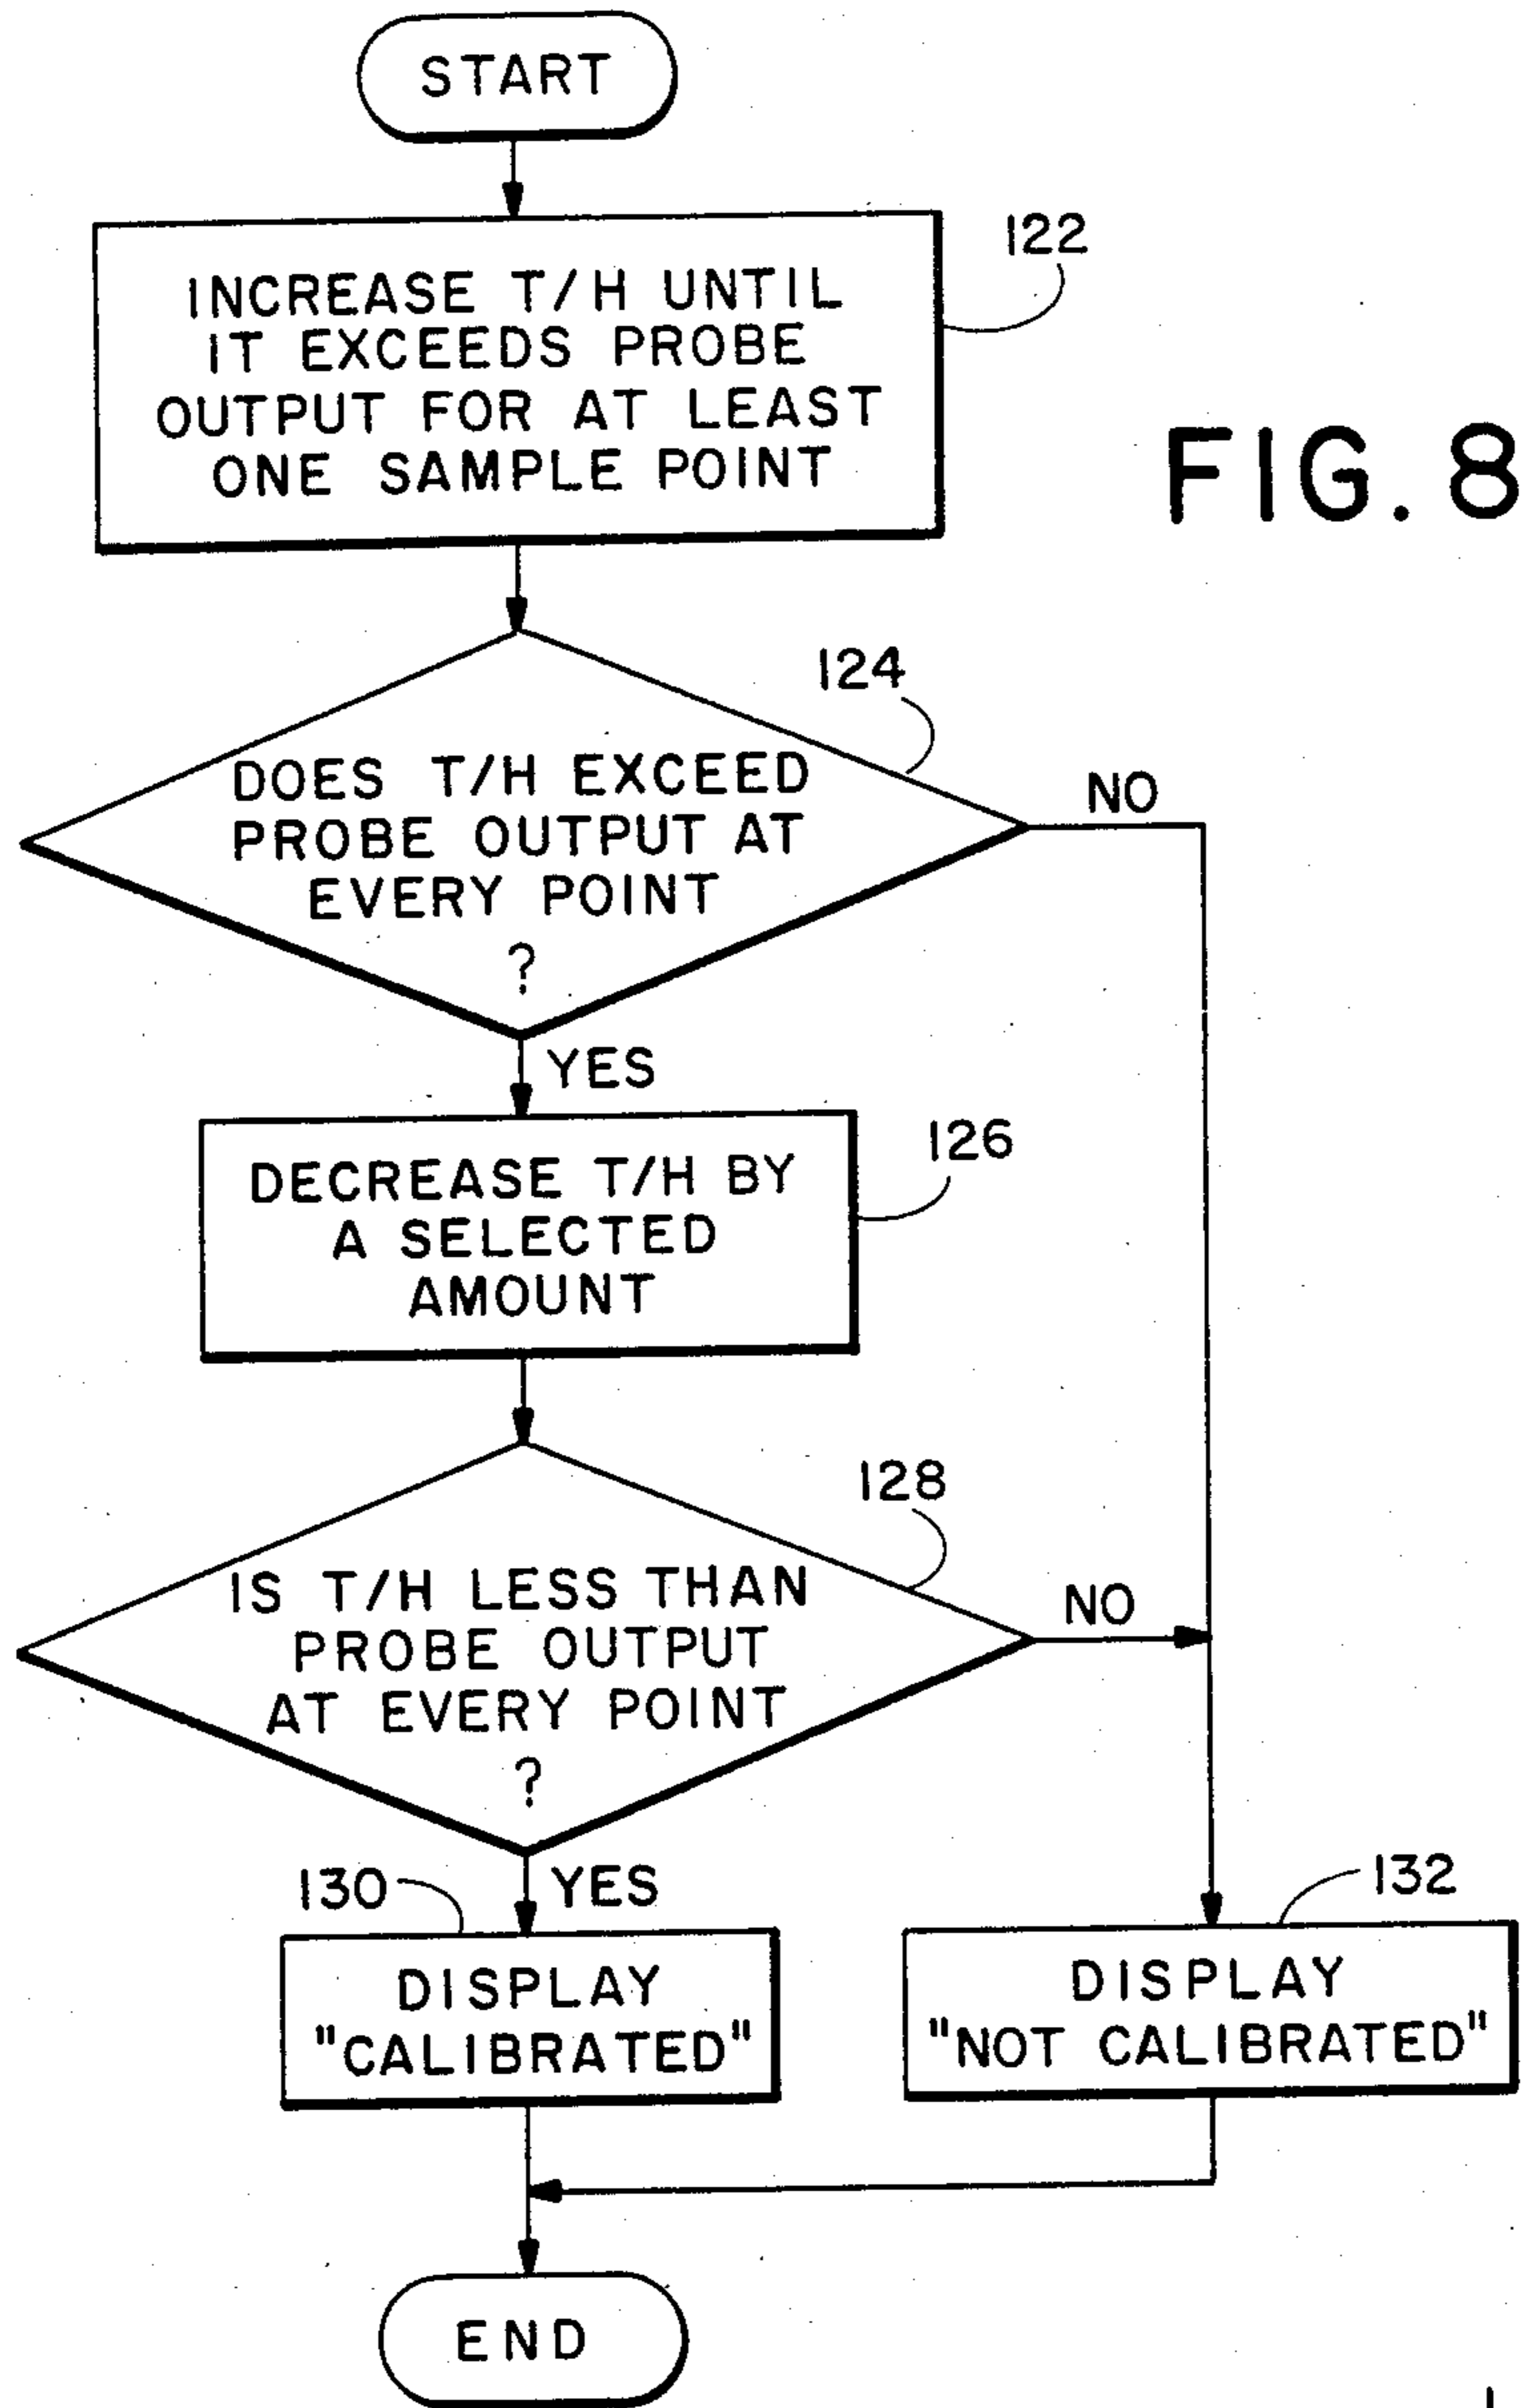 START
122
INCREASE T/H UNTIL
IT EXCEEDS PROBE
OUTPUT FOR AT LEAST
ONE SAMPLE POINT
FIG. 8
124
DOES T/H EXCEED
PROBE OUTPUT AT
EVERY POINT
?
NO
YES
126
DECREASE T/H BY
A SELECTED
AMOUNT
128
IS T/H LESS THAN
PROBE OUTPUT
AT EVERY POINT
?
NO
YES
130
132
DISPLAY
"CALIBRATED"
DISPLAY
"NOT CALIBRATED"
END